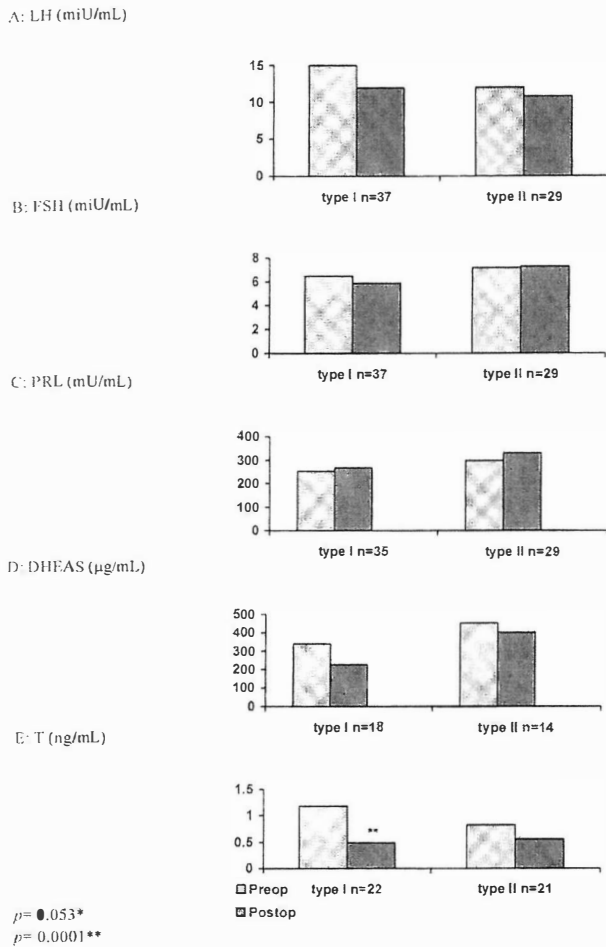 A: LH (miU/mL)
15
10
5
0
type I n=37
type II n=29
B: FSH (miU/mL)
8
6
4
2
0
type I n=37
type II n=29
C: PRL (mU/mL)
400
300
200
100
0
type I n=35
type II n=29
D: DHEAS (µg/mL)
500
400
300
200
100
0
type I n=18
type II n=14
E: T (ng/mL)
1.5
1
0.5
0
**
Preop type I n=22 type II n=21
Postop
p= 0.053*
p= 0.0001**